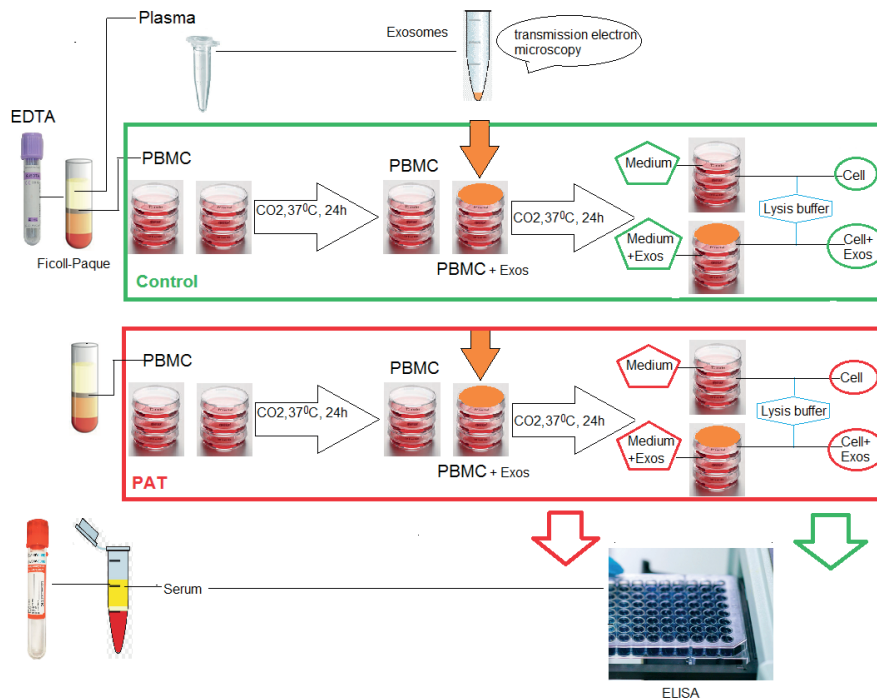 Plasma
Exosomes
transmission electron
microscopy
EDTA
PBMC
Ficoll-Paque
CO2,37⁰C, 24h
PBMC
PBMC + Exos
CO2,37⁰C, 24h
Medium
Medium
+Exos
Cell
Lysis buffer
Cell+
Exos
Control
PBMC
CO2,37⁰C, 24h
PBMC
PBMC + Exos
CO2,37⁰C, 24h
Medium
Medium
+Exos
Cell
Lysis buffer
Cell+
Exos
PAT
Serum
ELISA